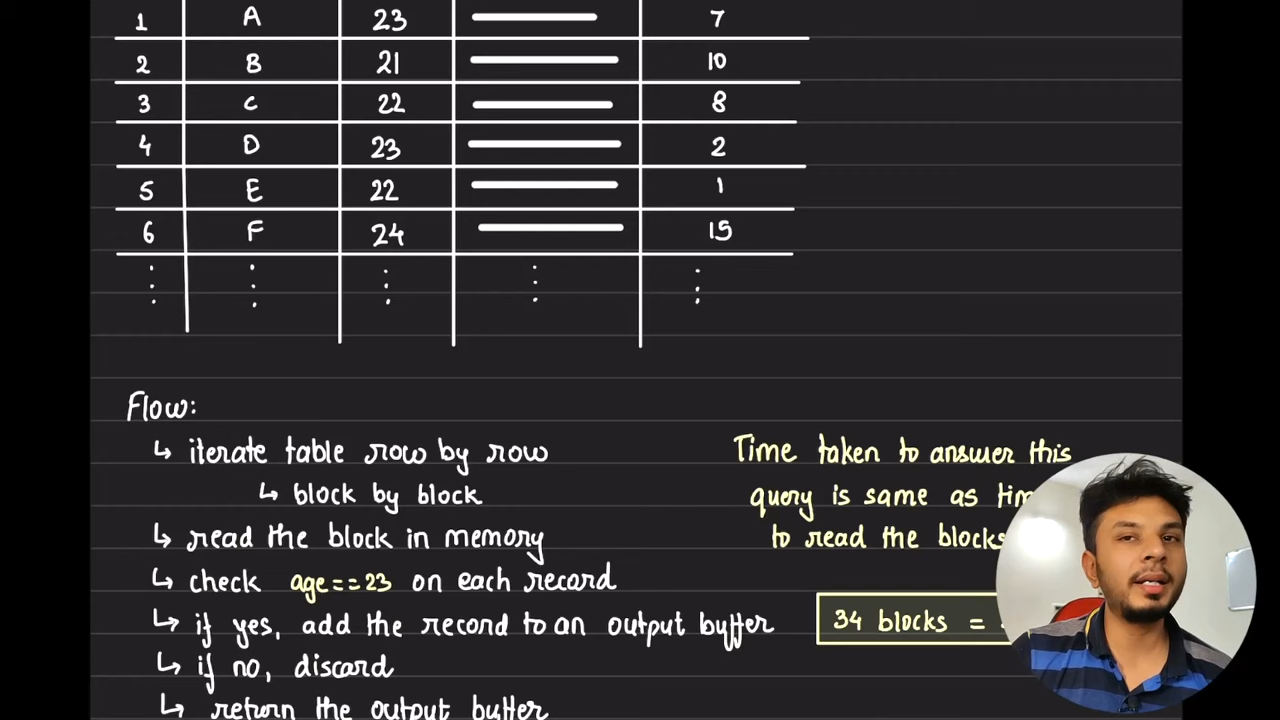 1 A 23 7
2 B 21 10
3 C 22 8
4 D 23 2
5 E 22 1
6 F 24 15
Flow:
↳ iterate table row by row
↳ block by block
↳ read the block in memory
↳ check age==23 on each record
↳ if yes, add the record to an output buffer
↳ if no, discard
↳ return the output buffer
Time taken to answer this
query is same as
to read the blocks
34 blocks =